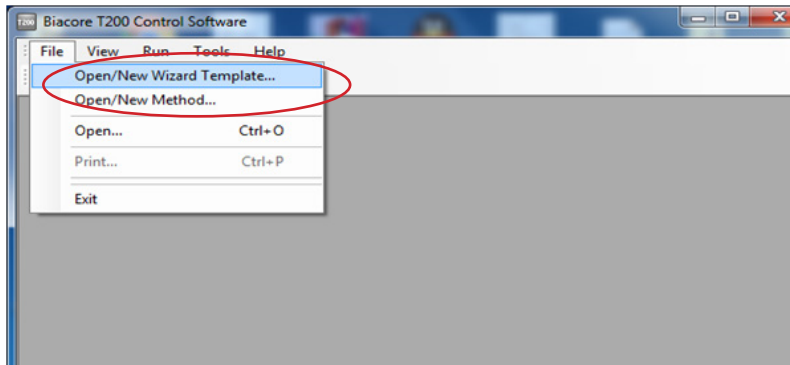 T200 Biacore T200 Control Software
File View Run Tools Help
Open/New Wizard Template...
Open/New Method...
Open... Ctrl+O
Print... Ctrl+P
Exit